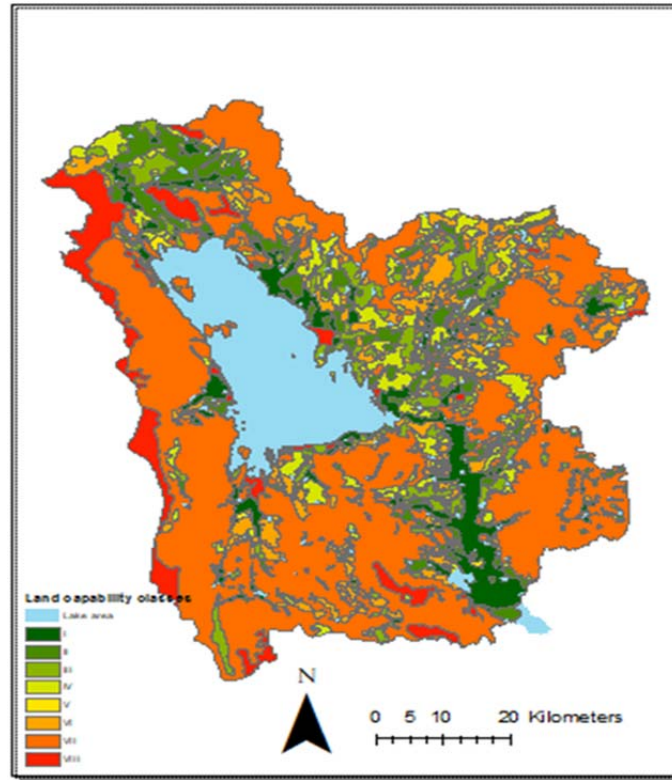 Land capability classes
Lake area
I
II
III
IV
V
VI
VII
VIII
N
0 5 10 20 Kilometers